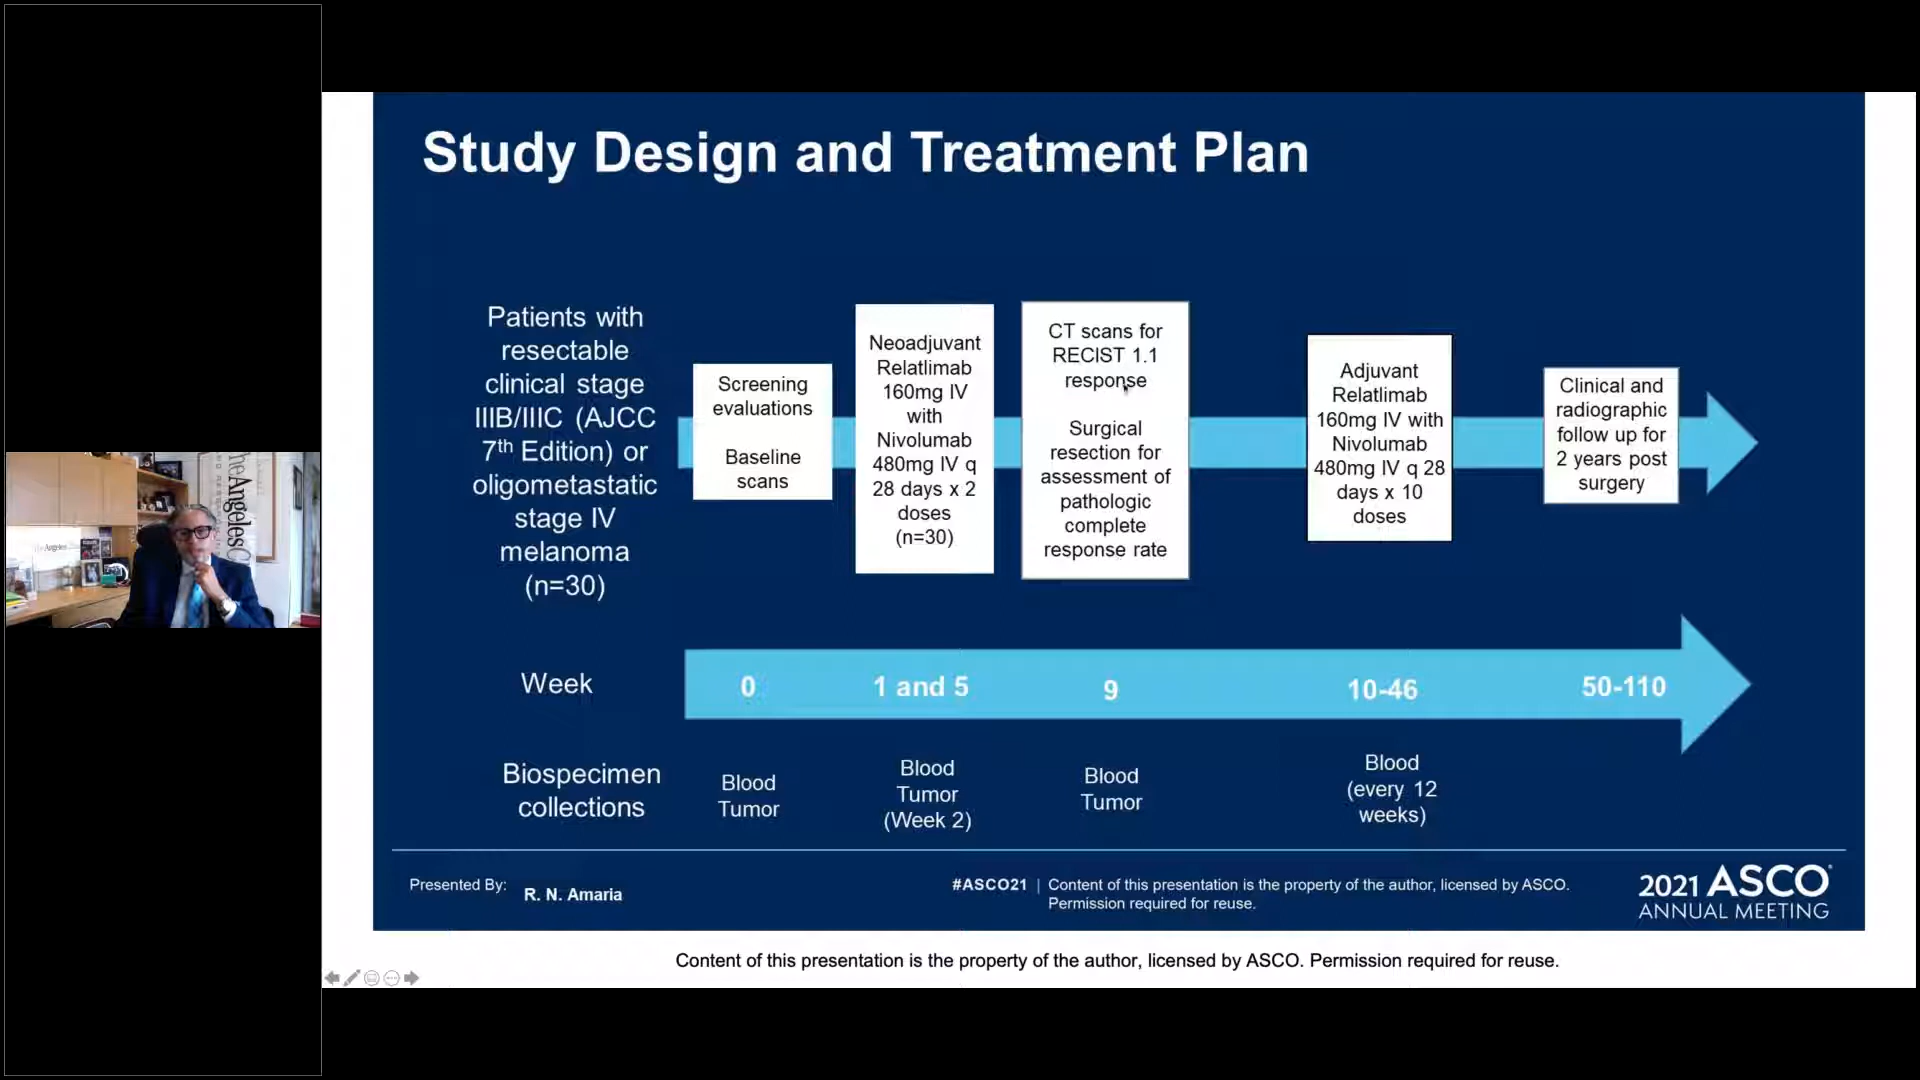 Study Design and Treatment Plan
Patients with
resectable
clinical stage
IIIB/IIIC (AJCC
7th Edition) or
oligometastatic
stage IV
melanoma
(n=30)
Screening
evaluations
Baseline
scans
Neoadjuvant
Relatlimab
160mg IV
with
Nivolumab
480mg IV q
28 days x 2
doses
(n=30)
CT scans for
RECIST 1.1
response
Surgical
resection for
assessment of
pathologic
complete
response rate
Adjuvant
Relatlimab
160mg IV with
Nivolumab
480mg IV q 28
days x 10
doses
Clinical and
radiographic
follow up for
2 years post
surgery
Week
0
1 and 5
9
10-46
50-110
Biospecimen
collections
Blood
Tumor
Blood
Tumor
(Week 2)
Blood
Tumor
Blood
(every 12
weeks)
Presented By: R. N. Amaria
#ASCO21 | Content of this presentation is the property of the author, licensed by ASCO.
Permission required for reuse.
2021 ASCO
ANNUAL MEETING
Content of this presentation is the property of the author, licensed by ASCO. Permission required for reuse.
heAngelesC